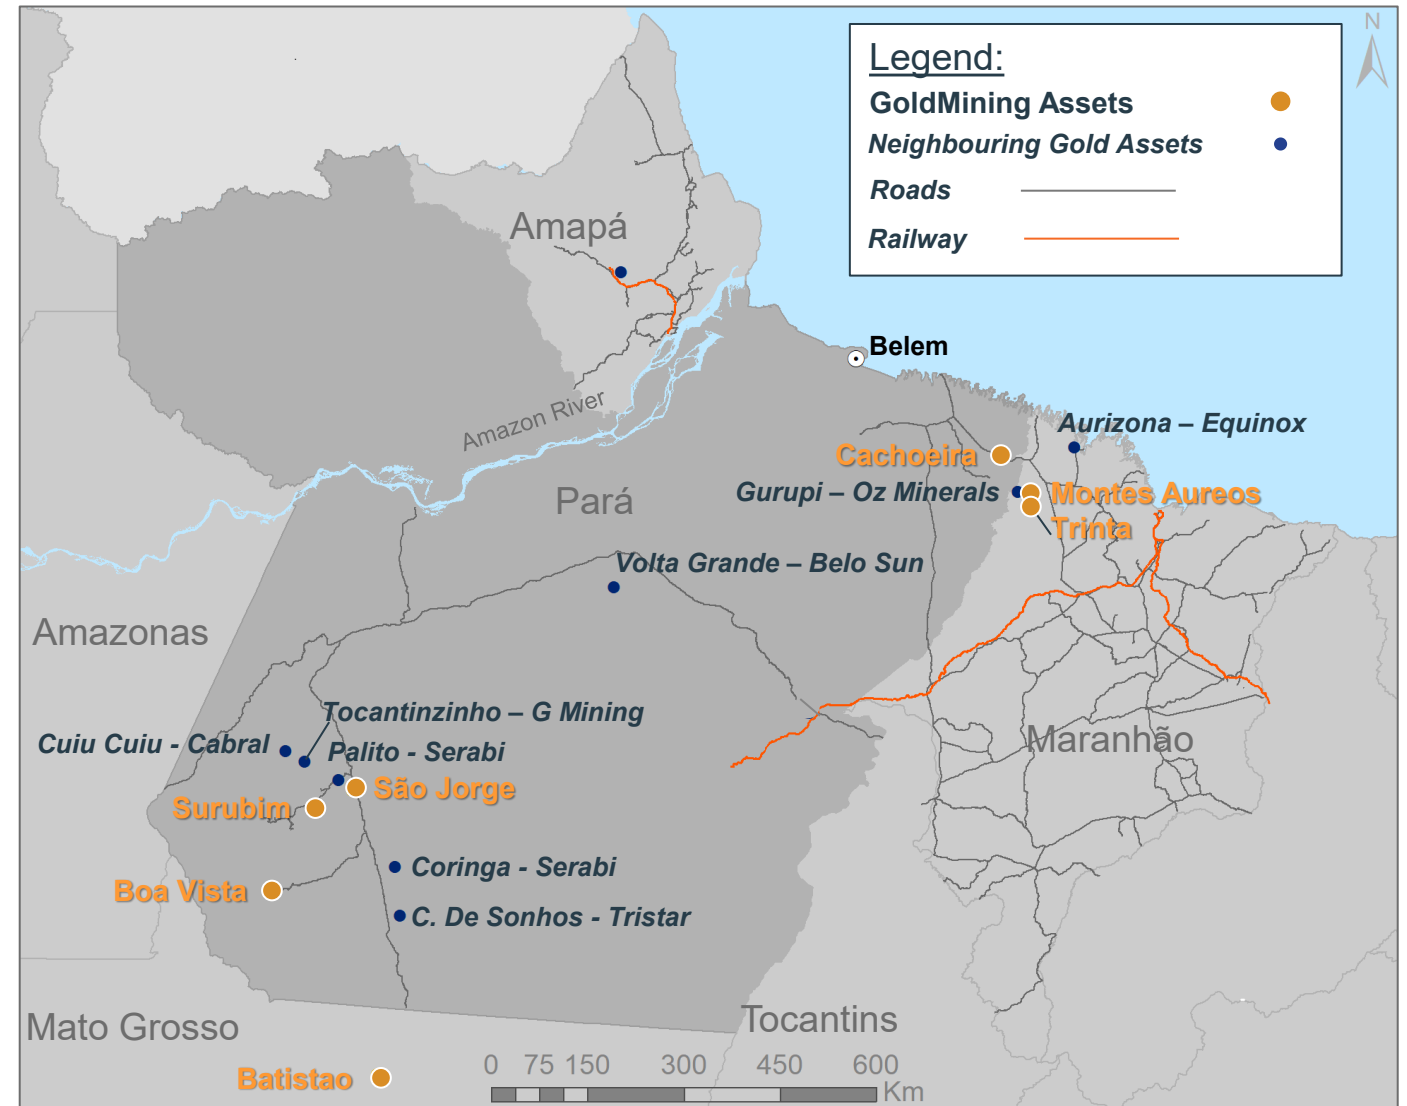 N
Legend:
GoldMining Assets
Neighbouring Gold Assets
Roads
Railway
Amapá
Belem
Amazon River
Aurizona – Equinox
Cachoeira
Gurupi – Oz Minerals
Montes Aureos
Trinta
Pará
Volta Grande – Belo Sun
Amazonas
Tocantinzinho – G Mining
Cuiu Cuiu - Cabral
Palito - Serabi
Maranhão
São Jorge
Surubim
Coringa - Serabi
Boa Vista
C. De Sonhos - Tristar
Mato Grosso
Tocantins
Batistao
0 75 150 300 450 600
Km